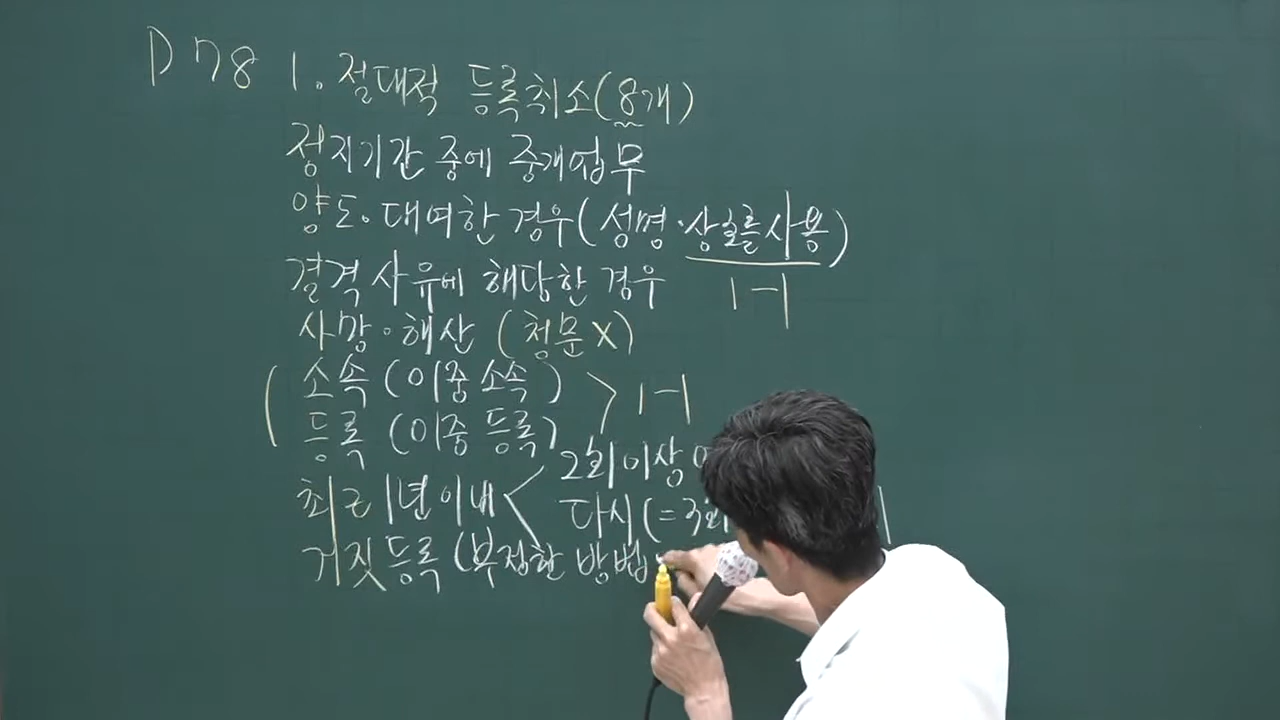 P 78 1. 절대적 등록취소(8개)
정지기간 중에 중개업무
양도·대여한 경우(성명·상호를 사용)
1-1
결격사유에 해당한 경우
사망·해산 (청문X)
( 소속 (이중소속) > 1-1
등록 (이중 등록)
최근 1년 이내 < 2회 이상
다시 (=3회
거짓등록 (부정한 방법